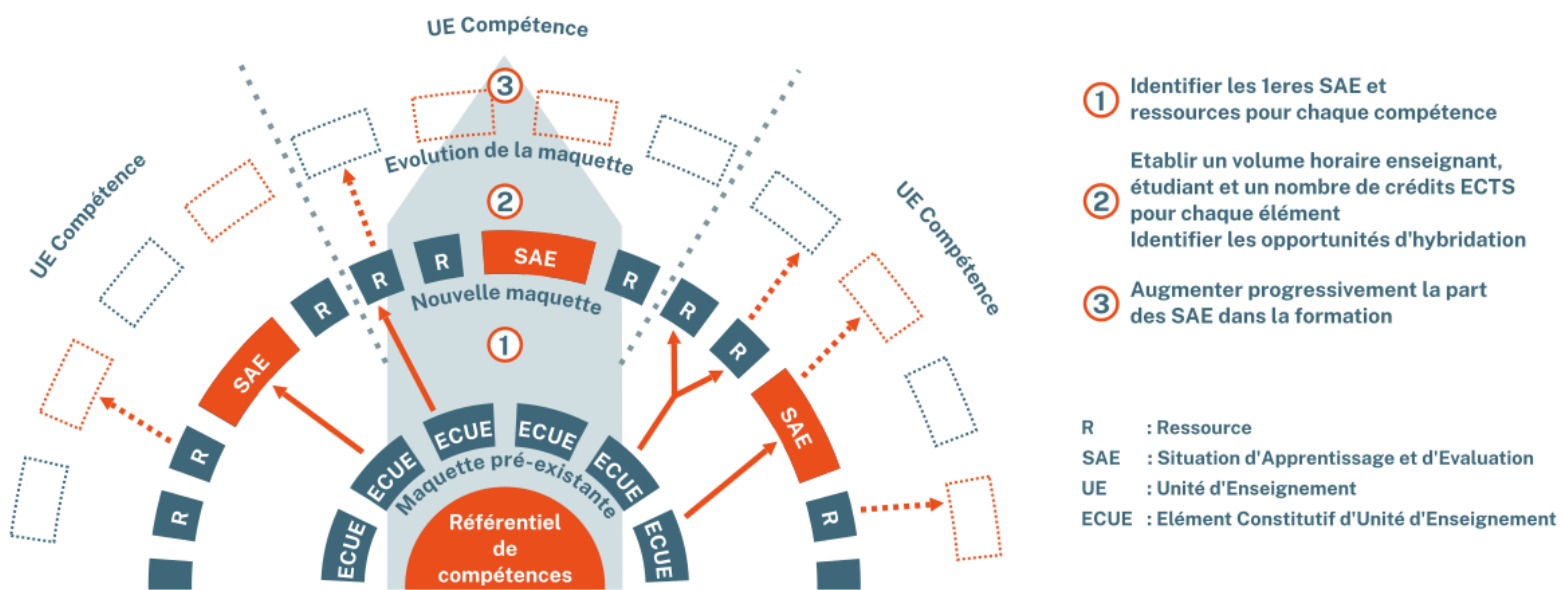 UE Compétence
UE Compétence
UE Compétence
3
Evolution de la maquette
2
R
R
SAE
R
R
R
R
Nouvelle maquette
SAE
SAE
1
R
R
R
ECUE
ECUE
ECUE
ECUE
ECUE
ECUE
Maquette pré-existante
Référentiel
de
compétences
1
Identifier les 1eres SAE et
ressources pour chaque compétence
2
Etablir un volume horaire enseignant,
étudiant et un nombre de crédits ECTS
pour chaque élément
Identifier les opportunités d'hybridation
3
Augmenter progressivement la part
des SAE dans la formation
R : Ressource
SAE : Situation d'Apprentissage et d'Evaluation
UE : Unité d'Enseignement
ECUE : Elément Constitutif d'Unité d'Enseignement